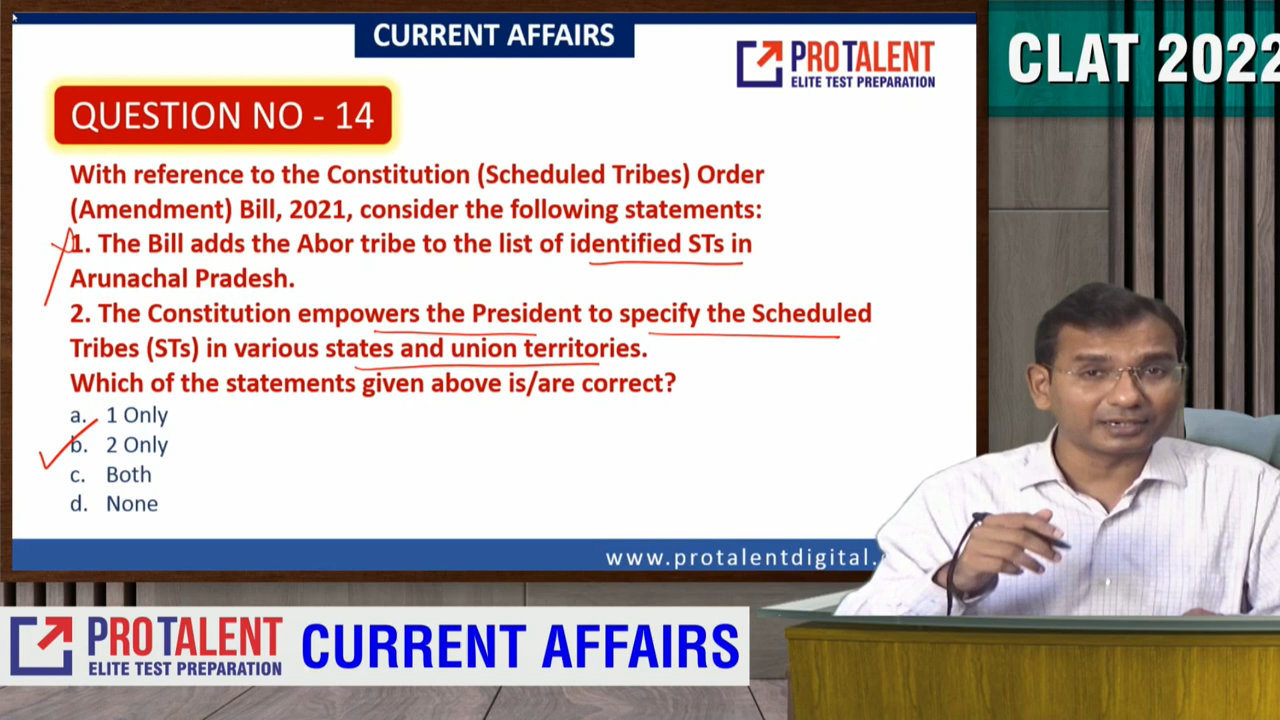 CURRENT AFFAIRS
PROTALENT
ELITE TEST PREPARATION
CLAT 2022
QUESTION NO - 14
With reference to the Constitution (Scheduled Tribes) Order
(Amendment) Bill, 2021, consider the following statements:
1. The Bill adds the Abor tribe to the list of identified STs in
Arunachal Pradesh.
2. The Constitution empowers the President to specify the Scheduled
Tribes (STs) in various states and union territories.
Which of the statements given above is/are correct?
a. 1 Only
b. 2 Only
c. Both
d. None
www.protalentdigital.
PROTALENT
ELITE TEST PREPARATION
CURRENT AFFAIRS